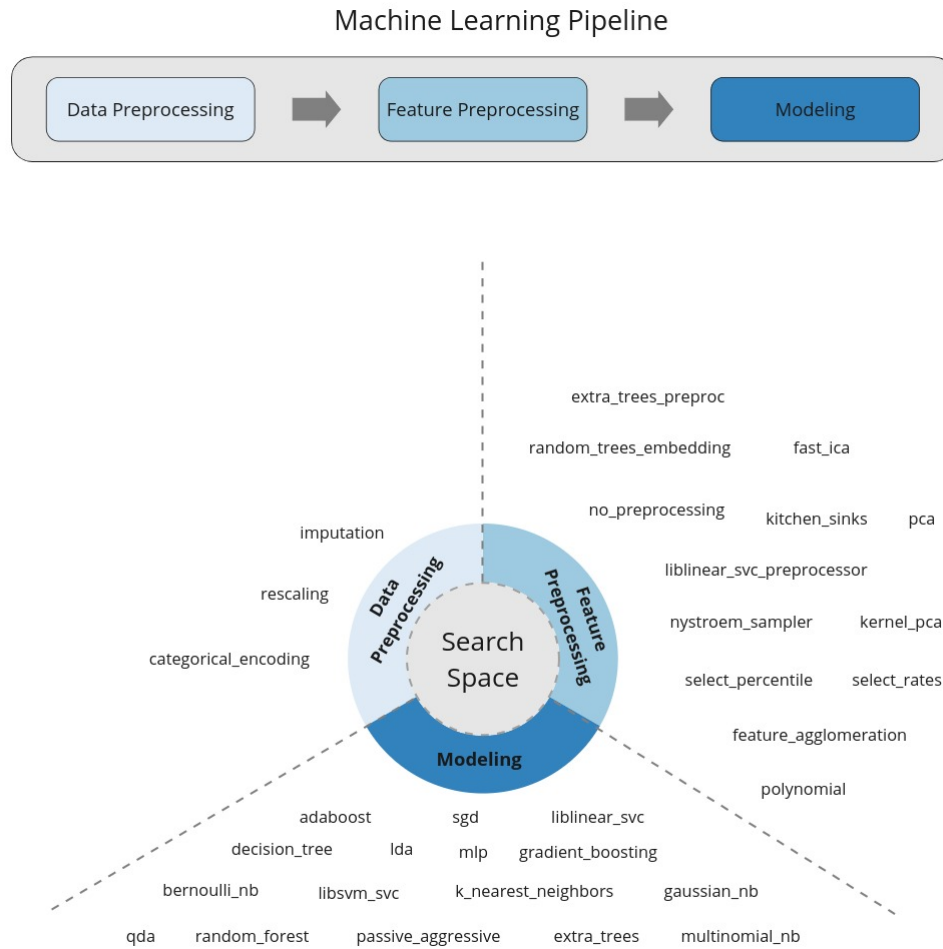 Machine Learning Pipeline
Data Preprocessing
Feature Preprocessing
Modeling
extra_trees_preproc
random_trees_embedding
fast_ica
no_preprocessing
kitchen_sinks
pca
liblinear_svc_preprocessor
nystroem_sampler
kernel_pca
select_percentile
select_rates
feature_agglomeration
polynomial
imputation
rescaling
categorical_encoding
Data
Preprocessing
Feature
Preprocessing
Search
Space
Modeling
adaboost
sgd
liblinear_svc
decision_tree
lda
mlp
gradient_boosting
bernoulli_nb
libsvm_svc
k_nearest_neighbors
gaussian_nb
qda
random_forest
passive_aggressive
extra_trees
multinomial_nb